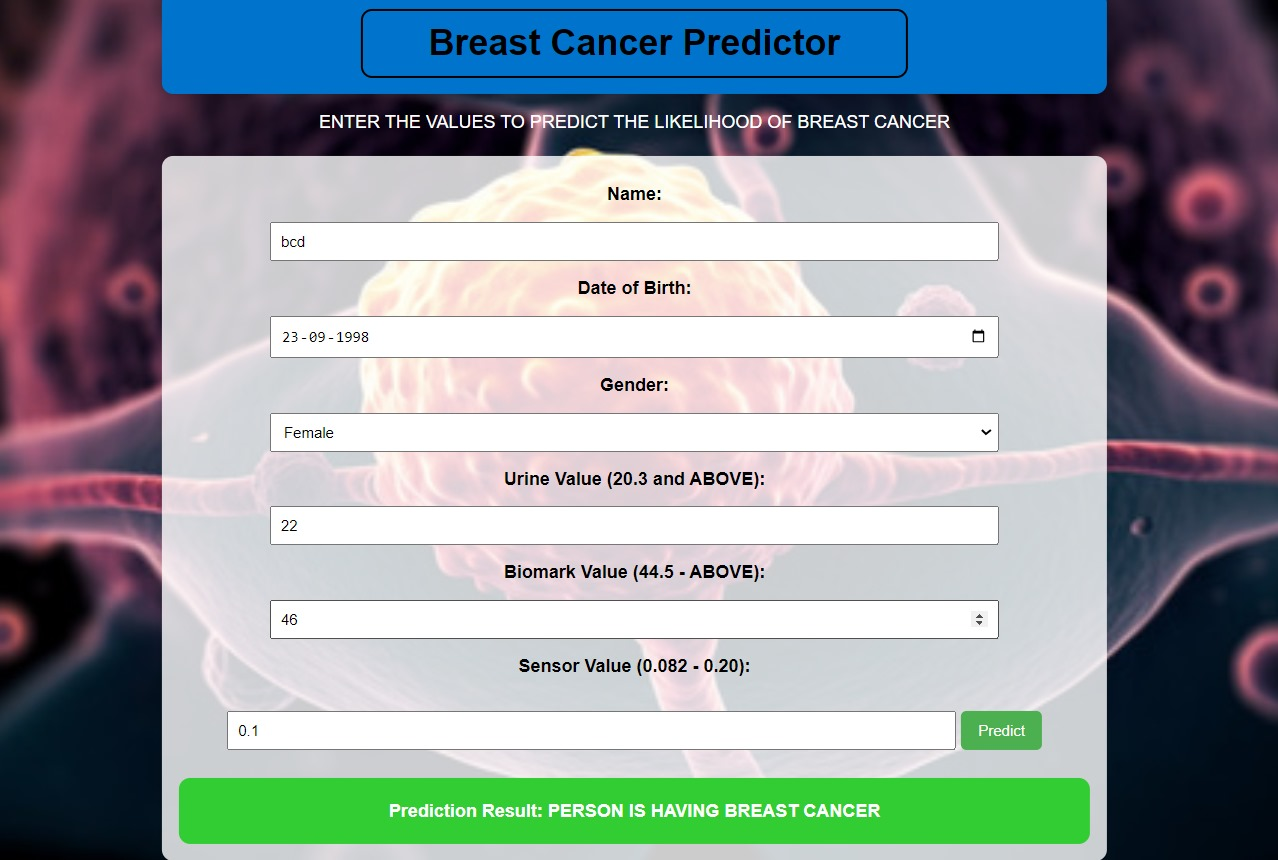 Breast Cancer Predictor
ENTER THE VALUES TO PREDICT THE LIKELIHOOD OF BREAST CANCER
Name:
bcd
Date of Birth:
23-09-1998
Gender:
Female
Urine Value (20.3 and ABOVE):
22
Biomark Value (44.5 - ABOVE):
46
Sensor Value (0.082 - 0.20):
0.1 Predict
Prediction Result: PERSON IS HAVING BREAST CANCER